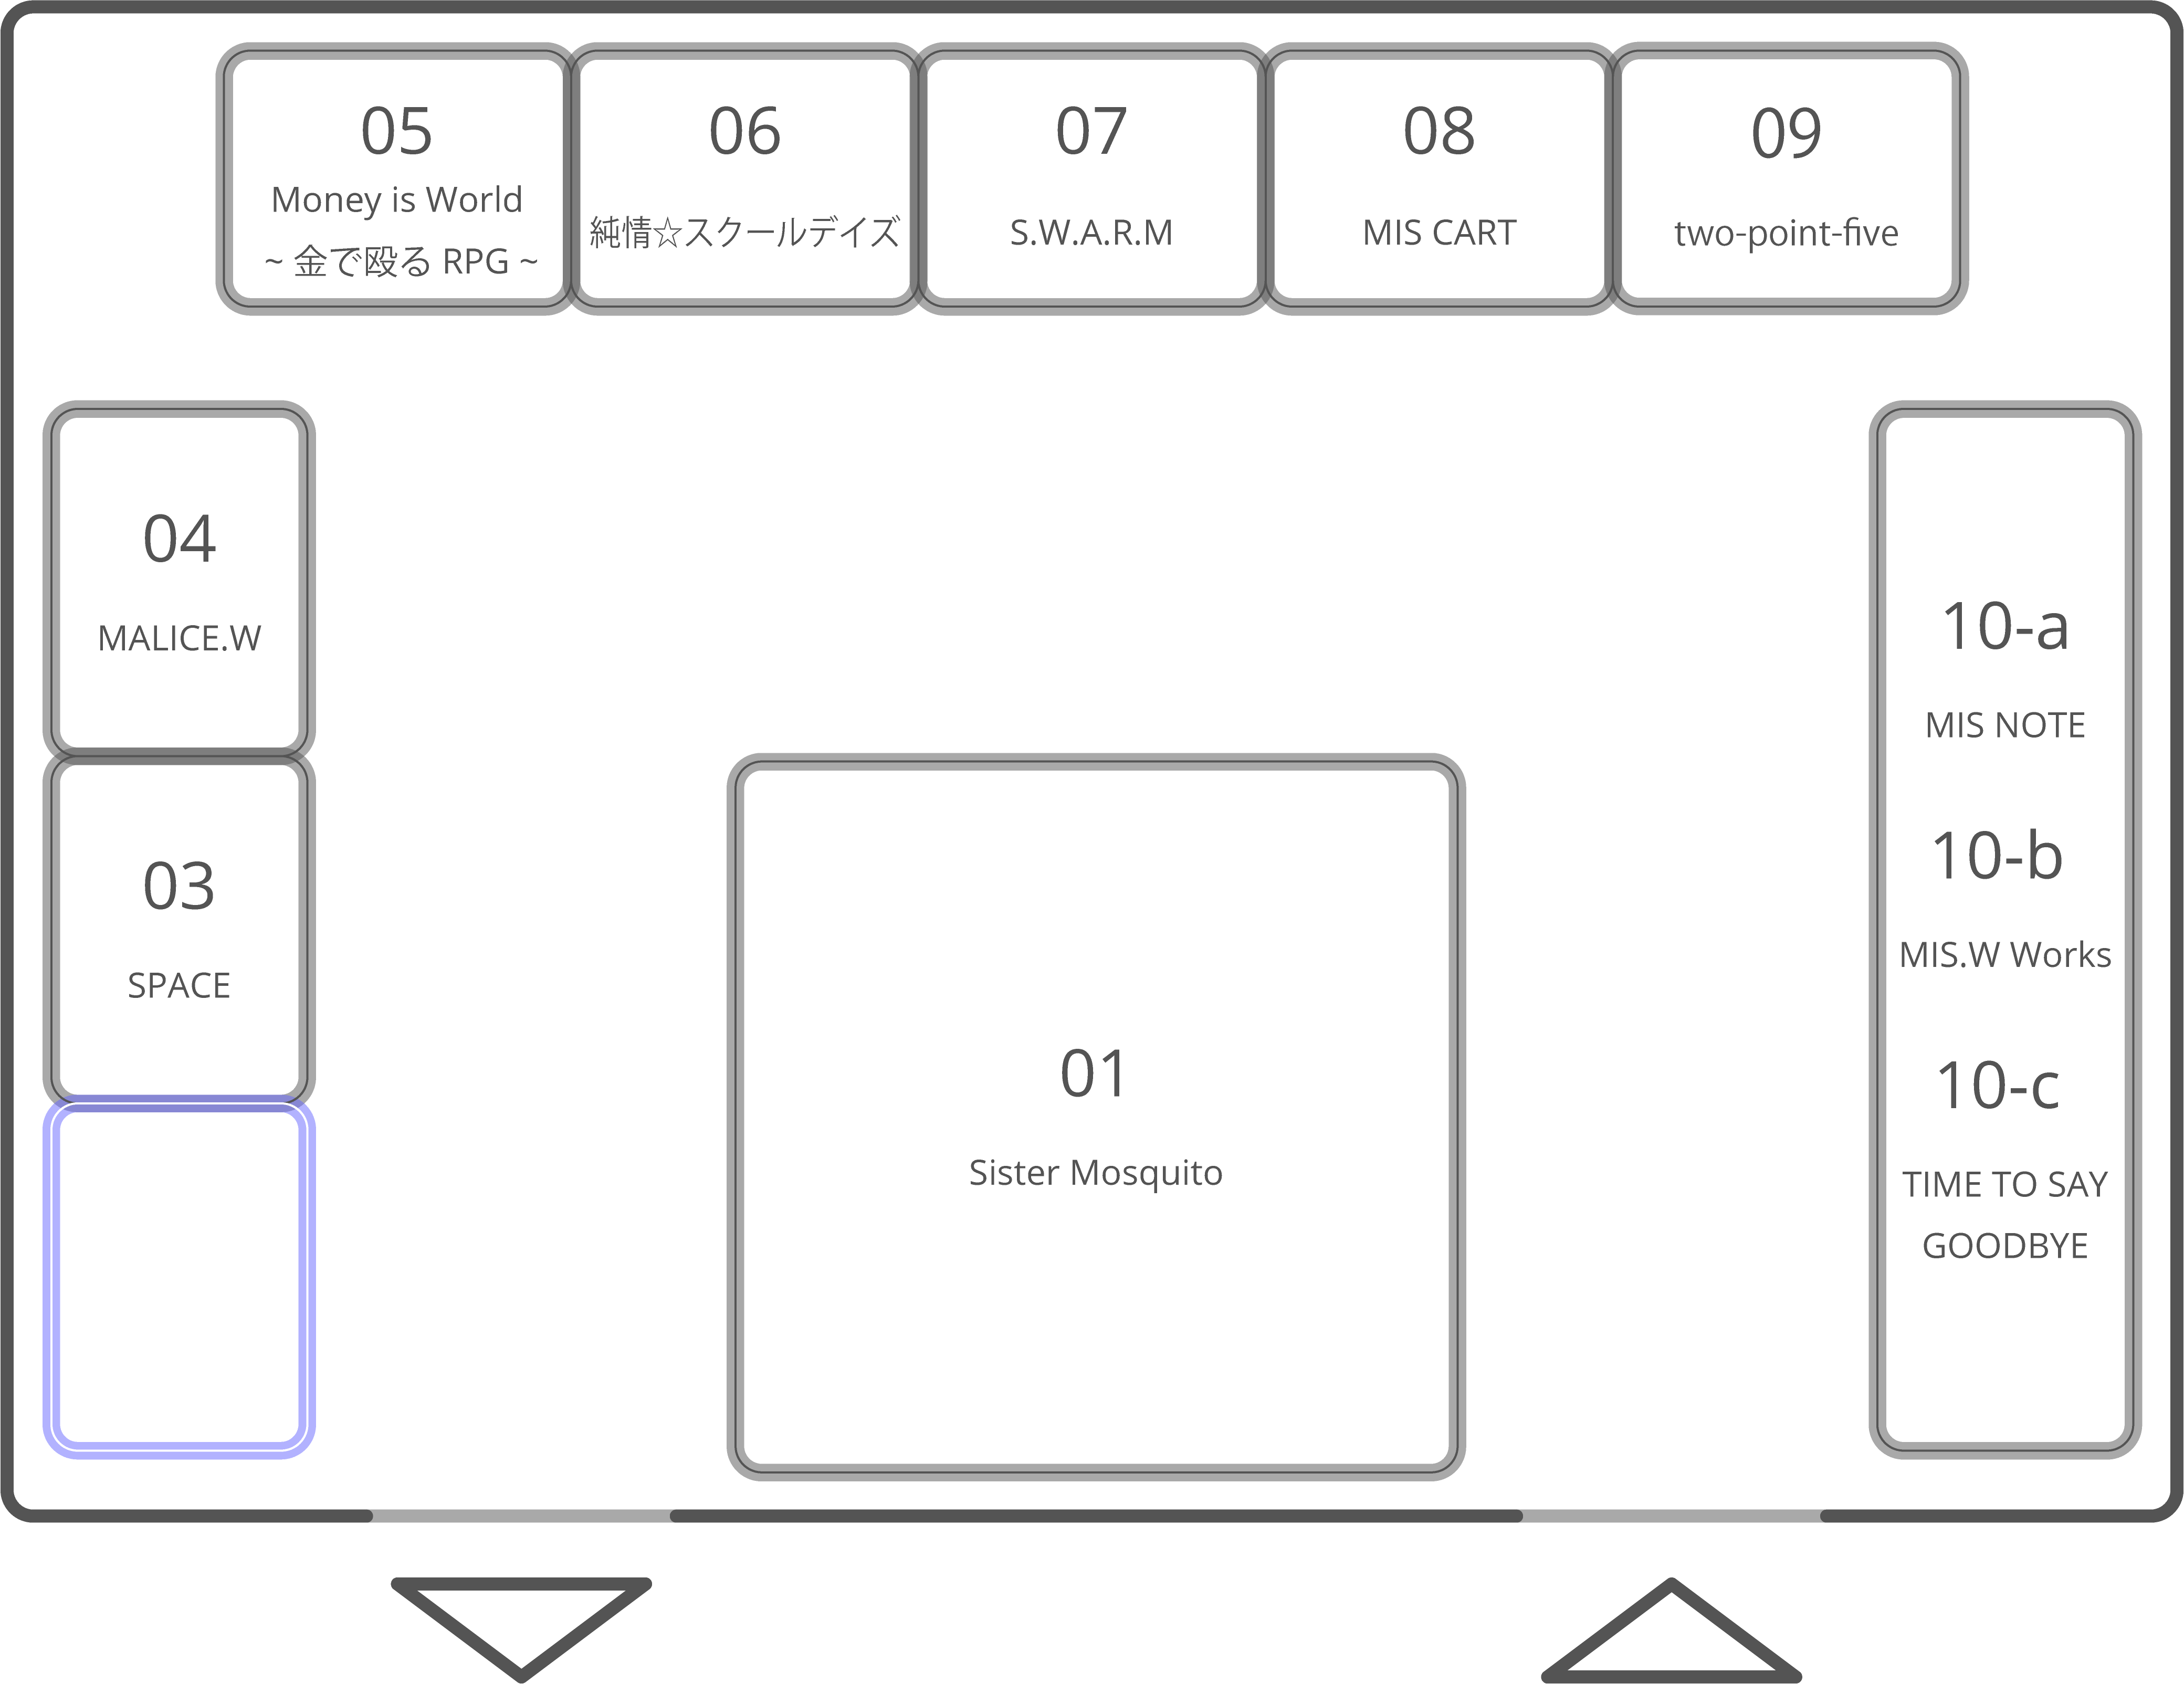 05
Money is World
~ 金で殴る RPG ~
06
純情☆スクールデイズ
07
S.W.A.R.M
08
MIS CART
09
two-point-five
04
MALICE.W
03
SPACE
01
Sister Mosquito
10-a
MIS NOTE
10-b
MIS.W Works
10-c
TIME TO SAY
GOODBYE